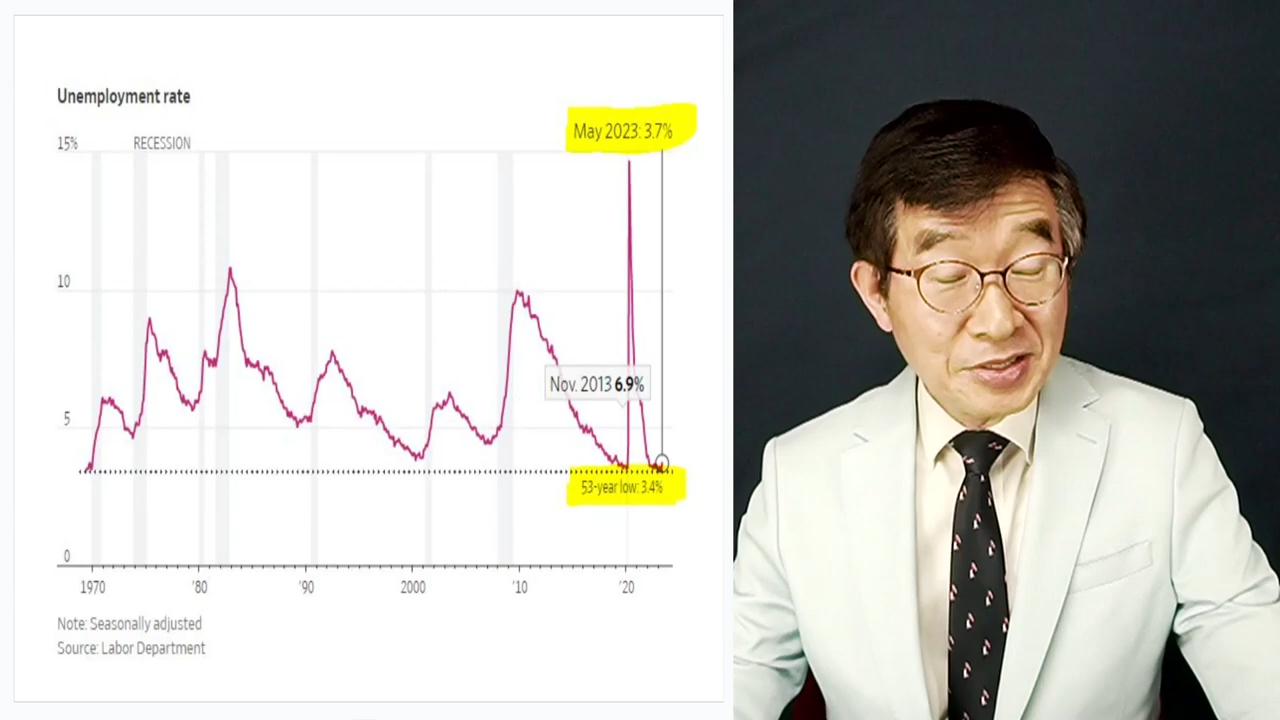 Unemployment rate
May 2023: 3.7%
15%
RECESSION
10
Nov. 2013 6.9%
5
53-year low: 3.4%
0
1970
'80
'90
2000
'10
'20
Note: Seasonally adjusted
Source: Labor Department